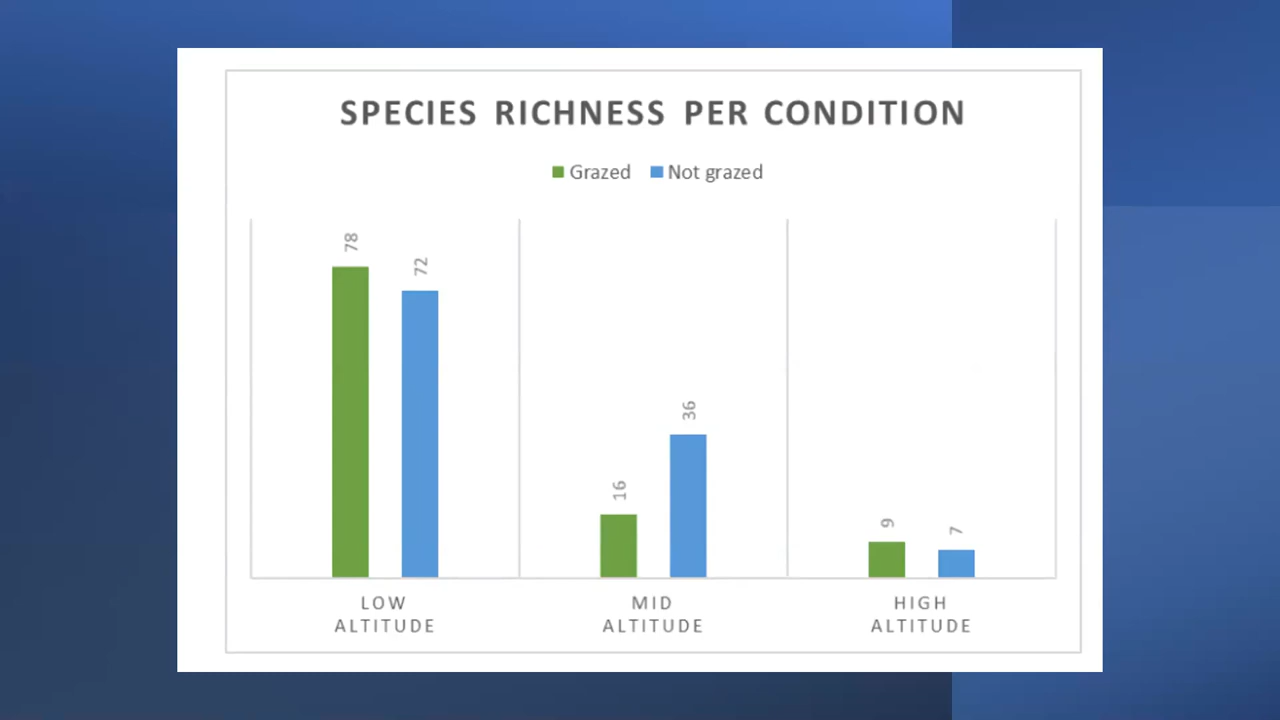 SPECIES RICHNESS PER CONDITION
Grazed Not grazed
78
72
16
36
9
7
LOW
ALTITUDE
MID
ALTITUDE
HIGH
ALTITUDE